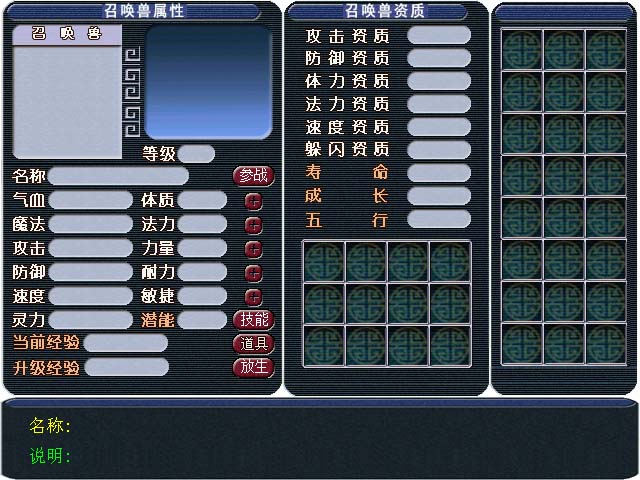 召唤兽属性
召唤兽
等级
名称
参战
气血 体质
魔法 法力
攻击 力量
防御 耐力
速度 敏捷
灵力 潜能 技能
当前经验 道具
升级经验 放生
召唤兽资质
攻击资质
防御资质
体力资质
法力资质
速度资质
躲闪资质
寿命
成长
五行
名称:
说明: